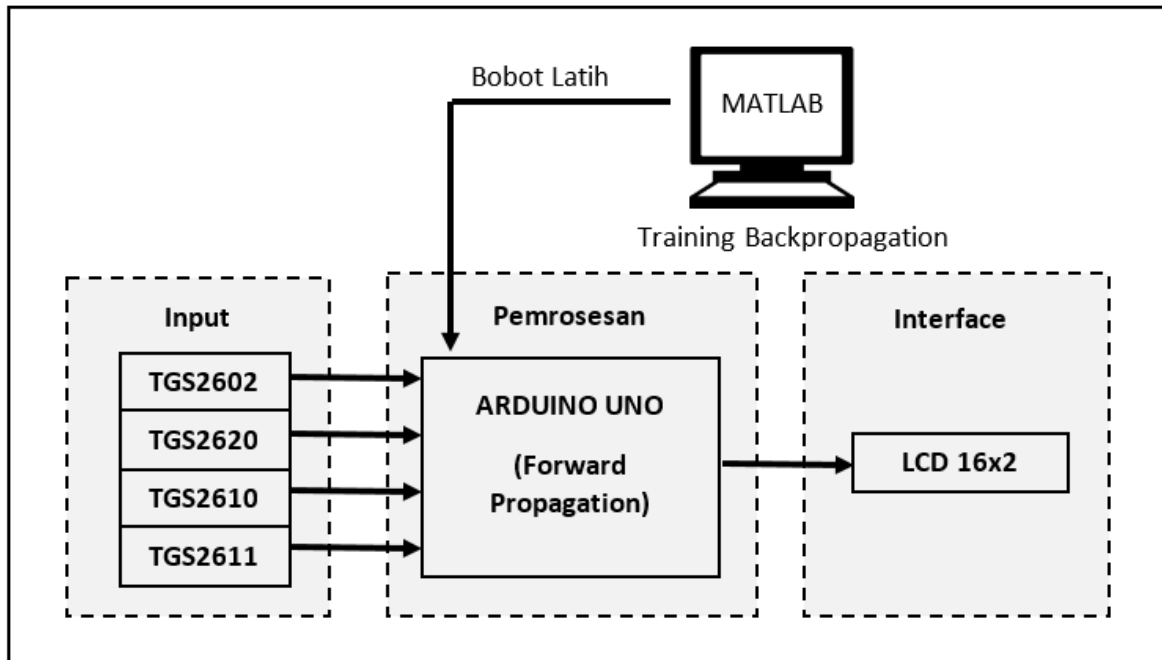 Bobot Latih
MATLAB
Training Backpropagation
Input
TGS2602
TGS2620
TGS2610
TGS2611
Pemrosesan
ARDUINO UNO
(Forward
Propagation)
Interface
LCD 16x2